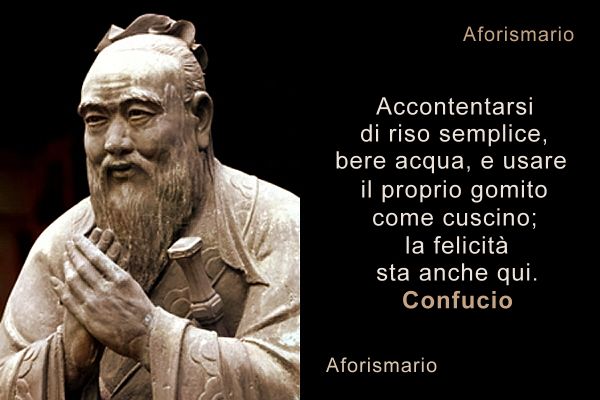 Aforismario
Accontentarsi
di riso semplice,
bere acqua, e usare
il proprio gomito
come cuscino;
la felicità
sta anche qui.
Confucio
Aforismario